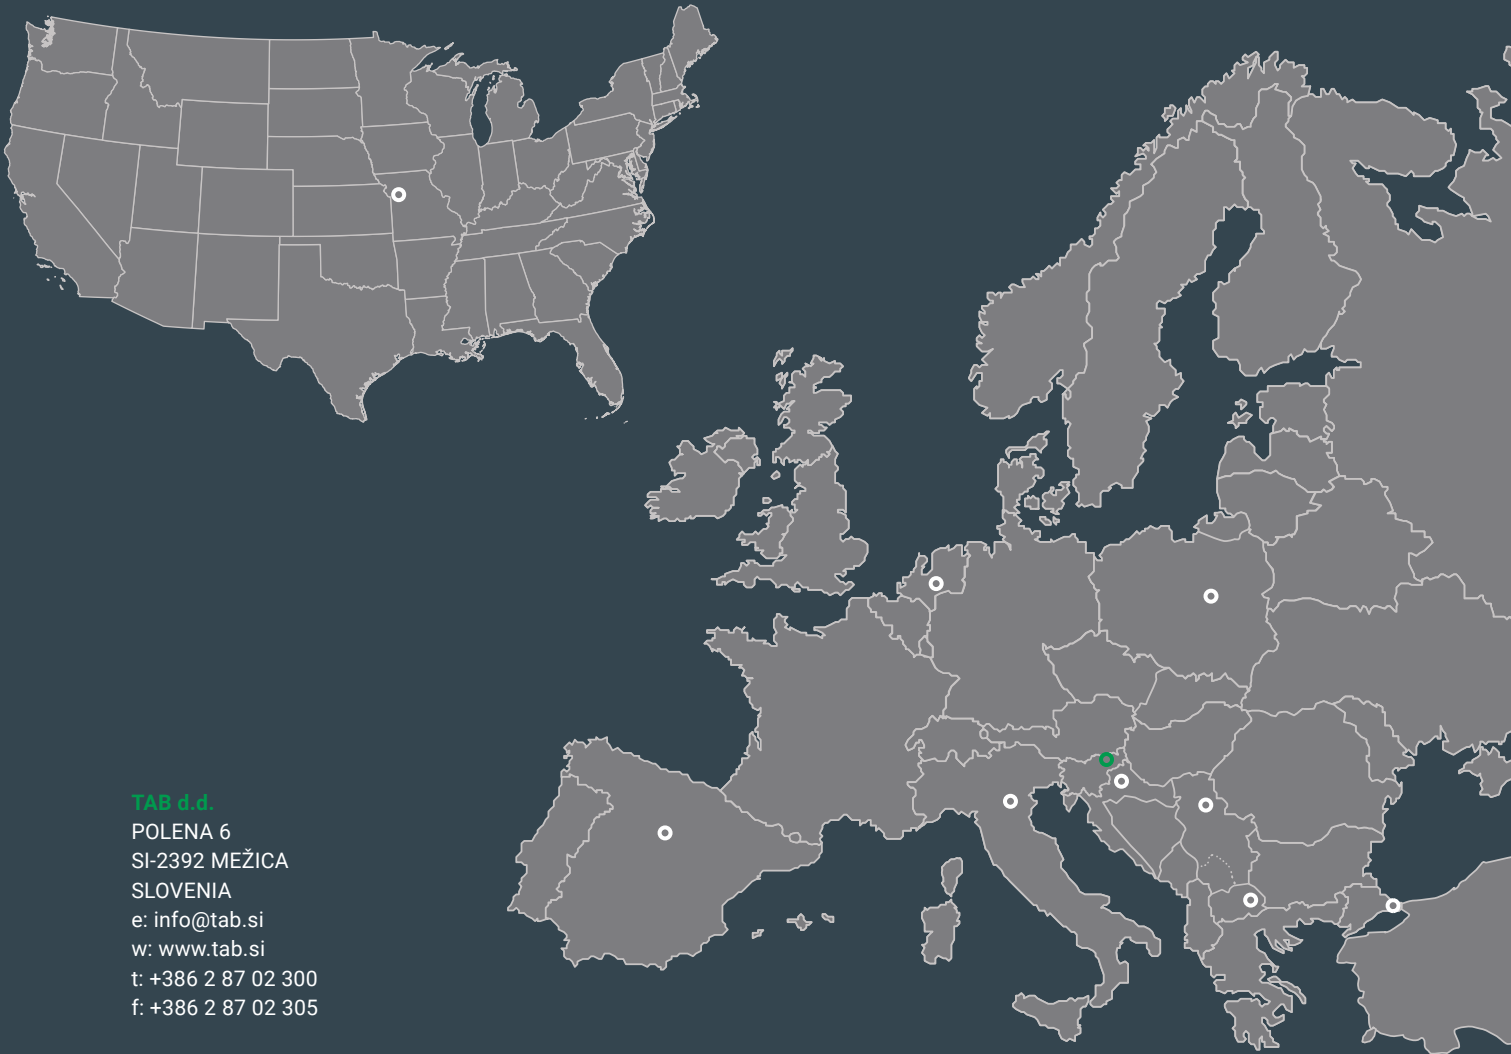 TAB d.d.
POLENA 6
SI-2392 MEŽICA
SLOVENIA
e: info@tab.si
w: www.tab.si
t: +386 2 87 02 300
f: +386 2 87 02 305